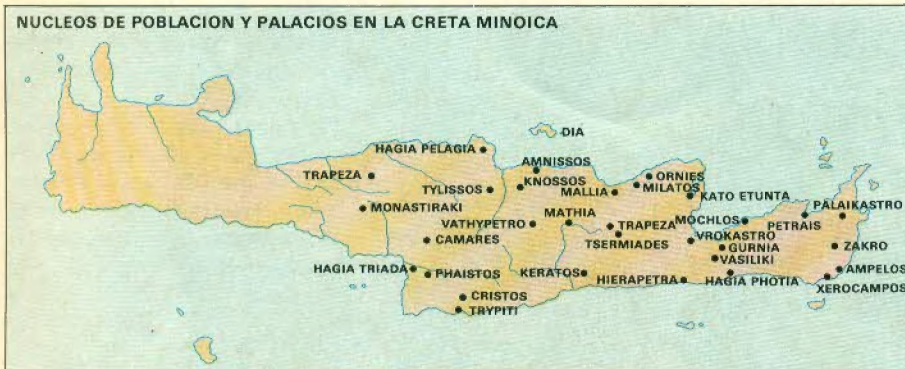 NUCLEOS DE POBLACION Y PALACIOS EN LA CRETA MINOICA
DIA
HAGIA PELAGIA
AMNISSOS
TRAPEZA
ORNIES
KNOSSOS
TYLISSOS
MILATOS
MALLIA
KATO ETUNTA
PALAIKASTRO
MONASTIRAKI
MATHIA
MOCHLOS
PETRAIS
VATHYPETRO
TRAPEZA
CAMARES
TSERMIADES
VROKASTRO
GURNIA
ZAKRO
VASILIKI
HAGIA TRIADA
PHAISTOS
KERATOS
HIERAPETRA
HAGIA PHOTIA
AMPELOS
XEROCAMPOS
CRISTOS
TRYPITI